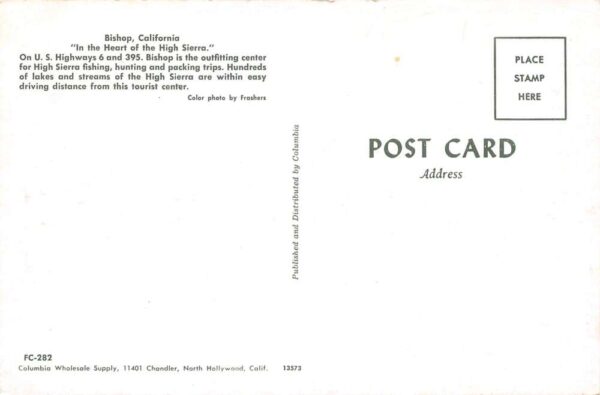 Bishop, California
"In the Heart of the High Sierra."
On U. S. Highways 6 and 395. Bishop is the outfitting center
for High Sierra fishing, hunting and packing trips. Hundreds
of lakes and streams of the High Sierra are within easy
driving distance from this tourist center.
Color photo by Frashers
FC-282
Columbia Wholesale Supply, 11401 Chandler, North Hollywood, Calif. 13573
Published and Distributed by Columbia
PLACE
STAMP
HERE
POST CARD
Address